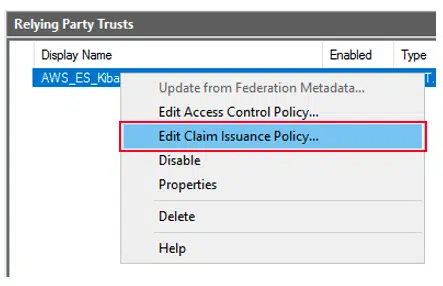 Relying Party Trusts
Display Name Enabled Type
AWS_ES_Kiba
Update from Federation Metadata...
Edit Access Control Policy...
Edit Claim Issuance Policy...
Disable
Properties
Delete
Help